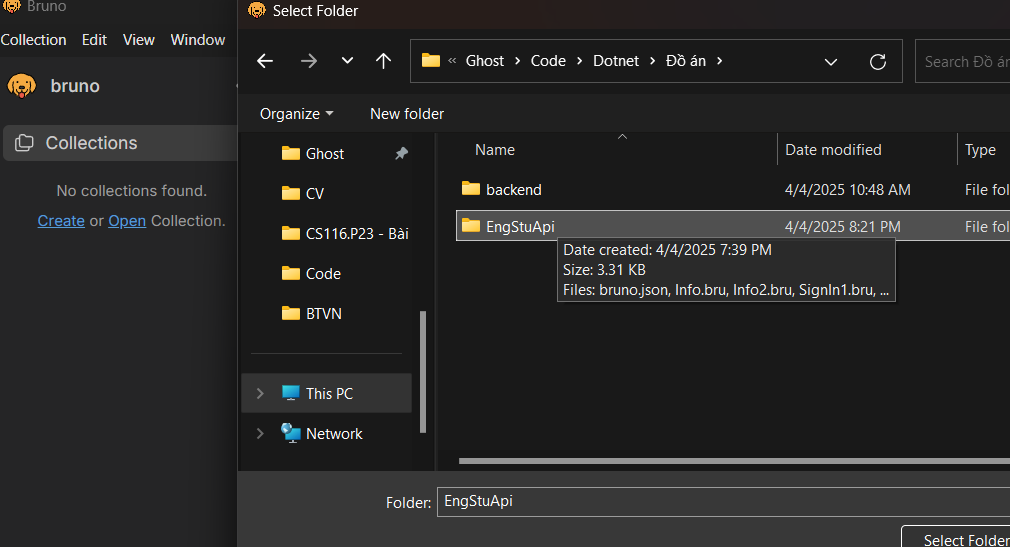 Bruno
Select Folder
Collection Edit View Window
« Ghost › Code › Dotnet › Đồ án ›
Search Đồ án
bruno
Organize
New folder
Collections
No collections found.
Create or Open Collection.
Ghost
CV
CS116.P23 - Bài
Code
BTVN
This PC
Network
Name Date modified Type
backend 4/4/2025 10:48 AM File fol
EngStuApi 4/4/2025 8:21 PM File fol
Date created: 4/4/2025 7:39 PM
Size: 3.31 KB
Files: bruno.json, Info.bru, Info2.bru, SignIn1.bru, ...
Folder: EngStuApi
Select Folder